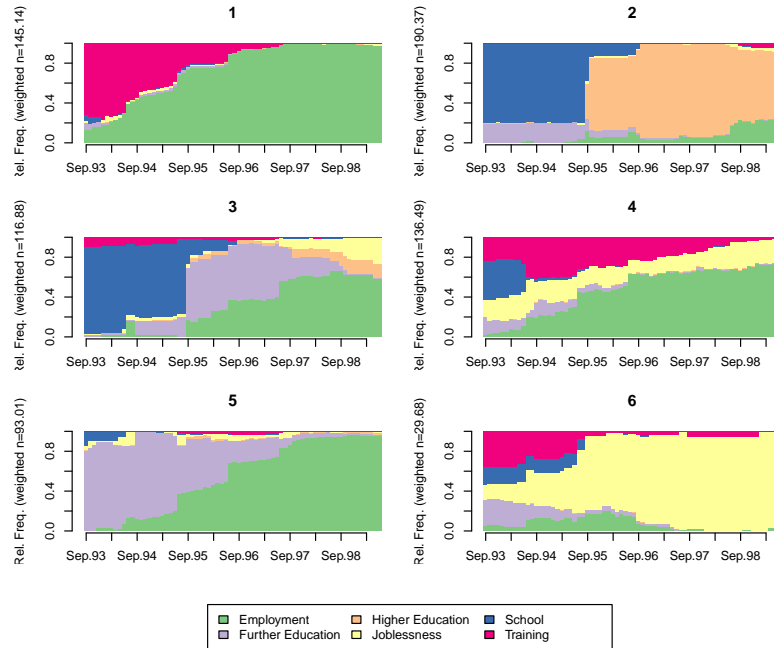 1
Rel. Freq. (weighted n=145.14)
0.0 0.4 0.8
Sep.93 Sep.94 Sep.95 Sep.96 Sep.97 Sep.98
2
Rel. Freq. (weighted n=190.37)
0.0 0.4 0.8
Sep.93 Sep.94 Sep.95 Sep.96 Sep.97 Sep.98
3
Rel. Freq. (weighted n=116.88)
0.0 0.4 0.8
Sep.93 Sep.94 Sep.95 Sep.96 Sep.97 Sep.98
4
Rel. Freq. (weighted n=136.49)
0.0 0.4 0.8
Sep.93 Sep.94 Sep.95 Sep.96 Sep.97 Sep.98
5
Rel. Freq. (weighted n=93.01)
0.0 0.4 0.8
Sep.93 Sep.94 Sep.95 Sep.96 Sep.97 Sep.98
6
Rel. Freq. (weighted n=29.68)
0.0 0.4 0.8
Sep.93 Sep.94 Sep.95 Sep.96 Sep.97 Sep.98
Employment Higher Education School
Further Education Joblessness Training